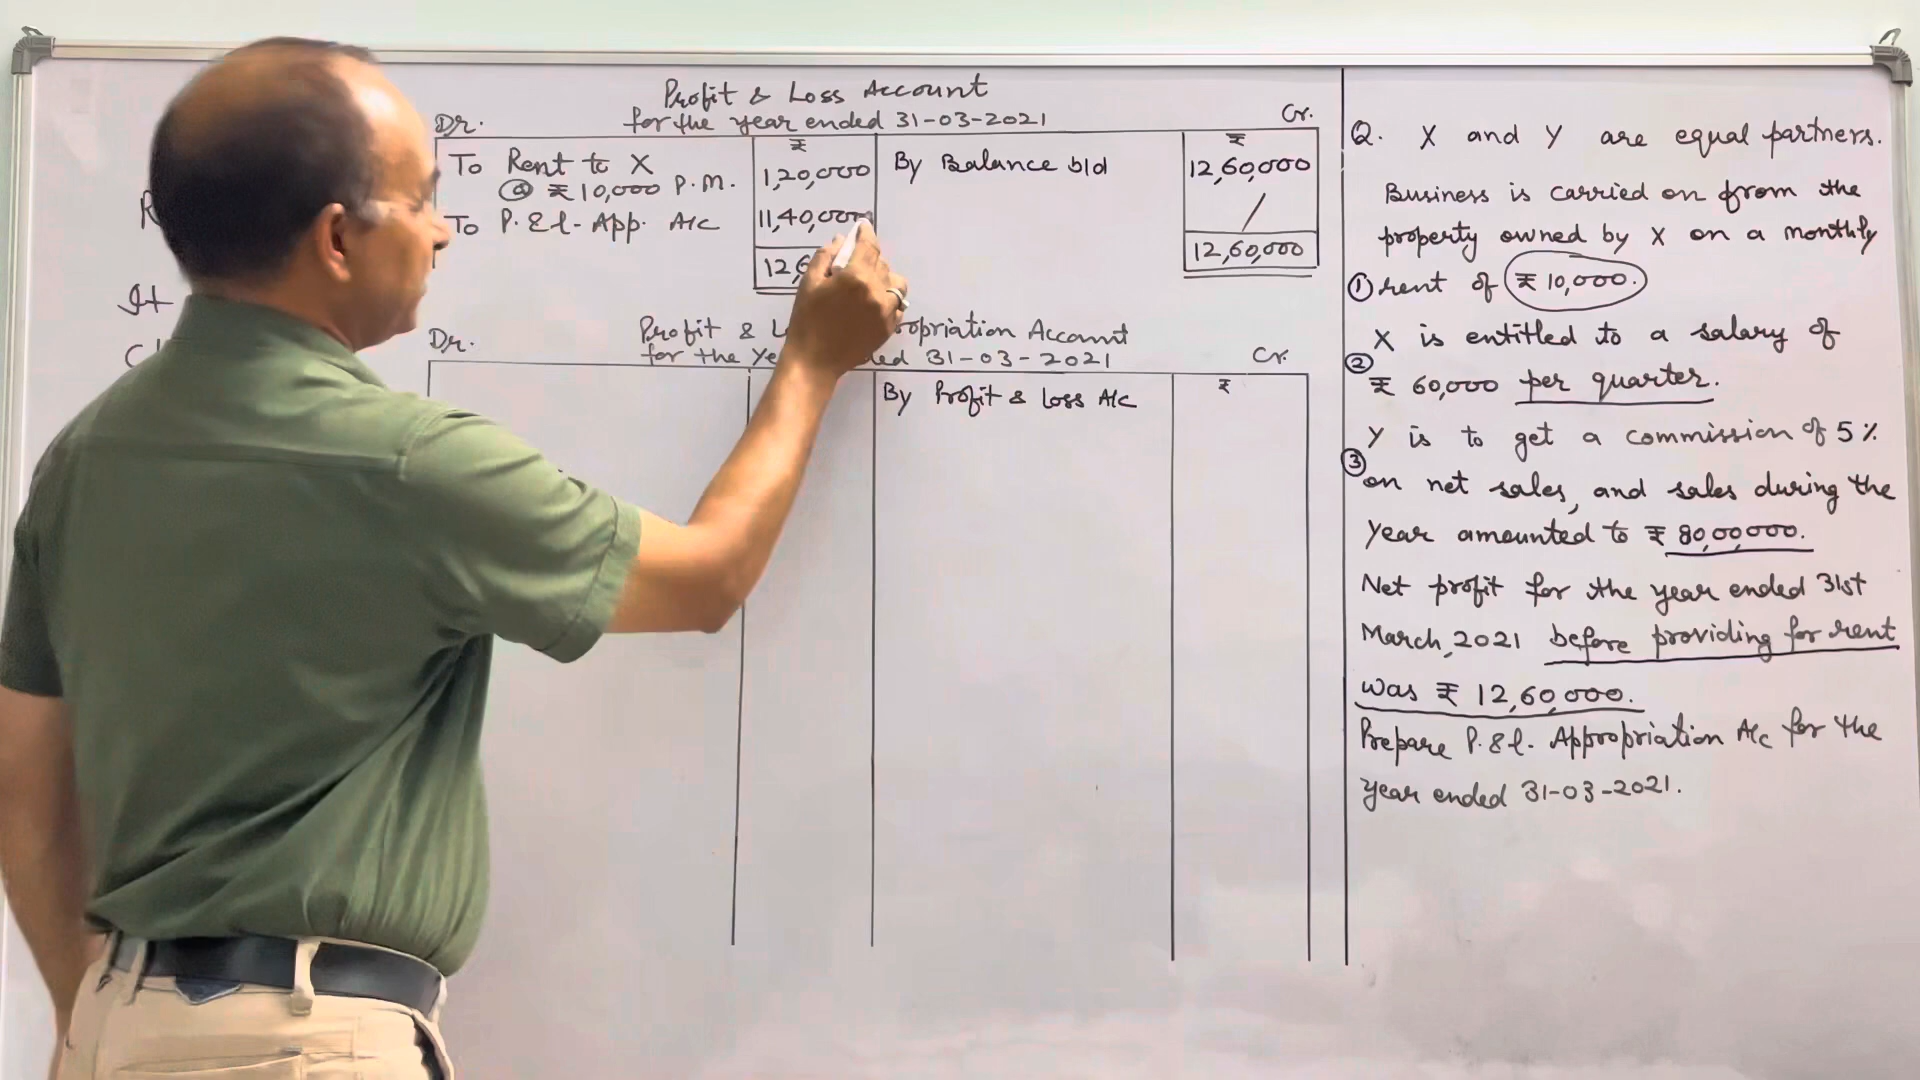 Profit & Loss Account
for the year ended 31-03-2021
Dr.
Cr.
₹
₹
To Rent to X
1,20,000
By Balance b/d
12,60,000
@ ₹ 10,000 P.M.
To P.&L. App. A/c
11,40,000
12,6
12,60,000
Profit & L opriation Account
for the ye ded 31-03-2021
Dr.
Cr.
By Profit & Loss A/c
₹
Q. X and Y are equal partners.
Business is carried on from the
property owned by X on a monthly
① rent of ₹ 10,000.
X is entitled to a salary of
② ₹ 60,000 per quarter.
Y is to get a commission of 5%
③ on net sales, and sales during the
year amounted to ₹ 80,00,000.
Net profit for the year ended 31st
March, 2021 before providing for rent
was ₹ 12,60,000.
Prepare P.&L. Appropriation A/c for the
year ended 31-03-2021.
R
It